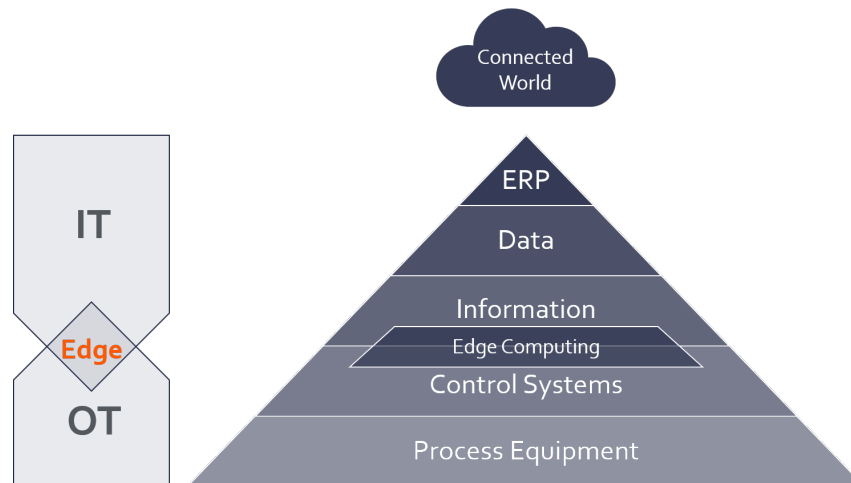 Connected
World
IT
Edge
OT
ERP
Data
Information
Edge Computing
Control Systems
Process Equipment